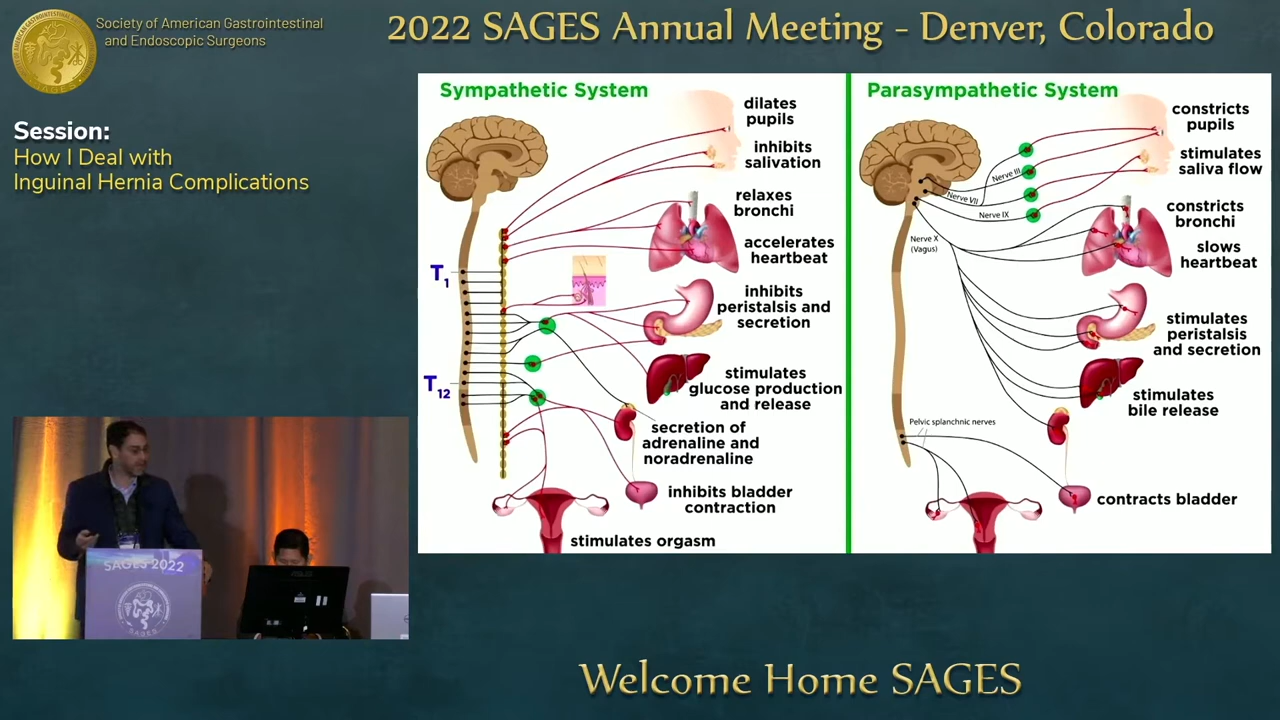 Society of American Gastrointestinal
and Endoscopic Surgeons
SAGES
2022 SAGES Annual Meeting - Denver, Colorado
Session:
How I Deal with
Inguinal Hernia Complications
Sympathetic System
dilates
pupils
inhibits
salivation
relaxes
bronchi
accelerates
heartbeat
T1
inhibits
peristalsis and
secretion
T12
stimulates
glucose production
and release
secretion of
adrenaline and
noradrenaline
inhibits bladder
contraction
stimulates orgasm
Parasympathetic System
constricts
pupils
stimulates
saliva flow
Nerve III
Nerve VII
Nerve IX
constricts
bronchi
Nerve X
(Vagus)
slows
heartbeat
stimulates
peristalsis
and secretion
stimulates
bile release
Pelvic splanchnic nerves
contracts bladder
SAGES 2022
SAGES
ASUS
Welcome Home SAGES